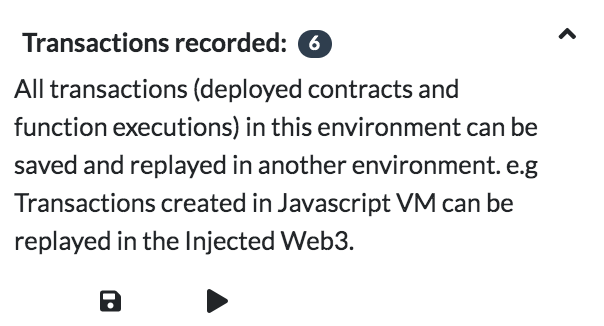 Transactions recorded: 6
All transactions (deployed contracts and
function executions) in this environment can be
saved and replayed in another environment. e.g
Transactions created in Javascript VM can be
replayed in the Injected Web3.